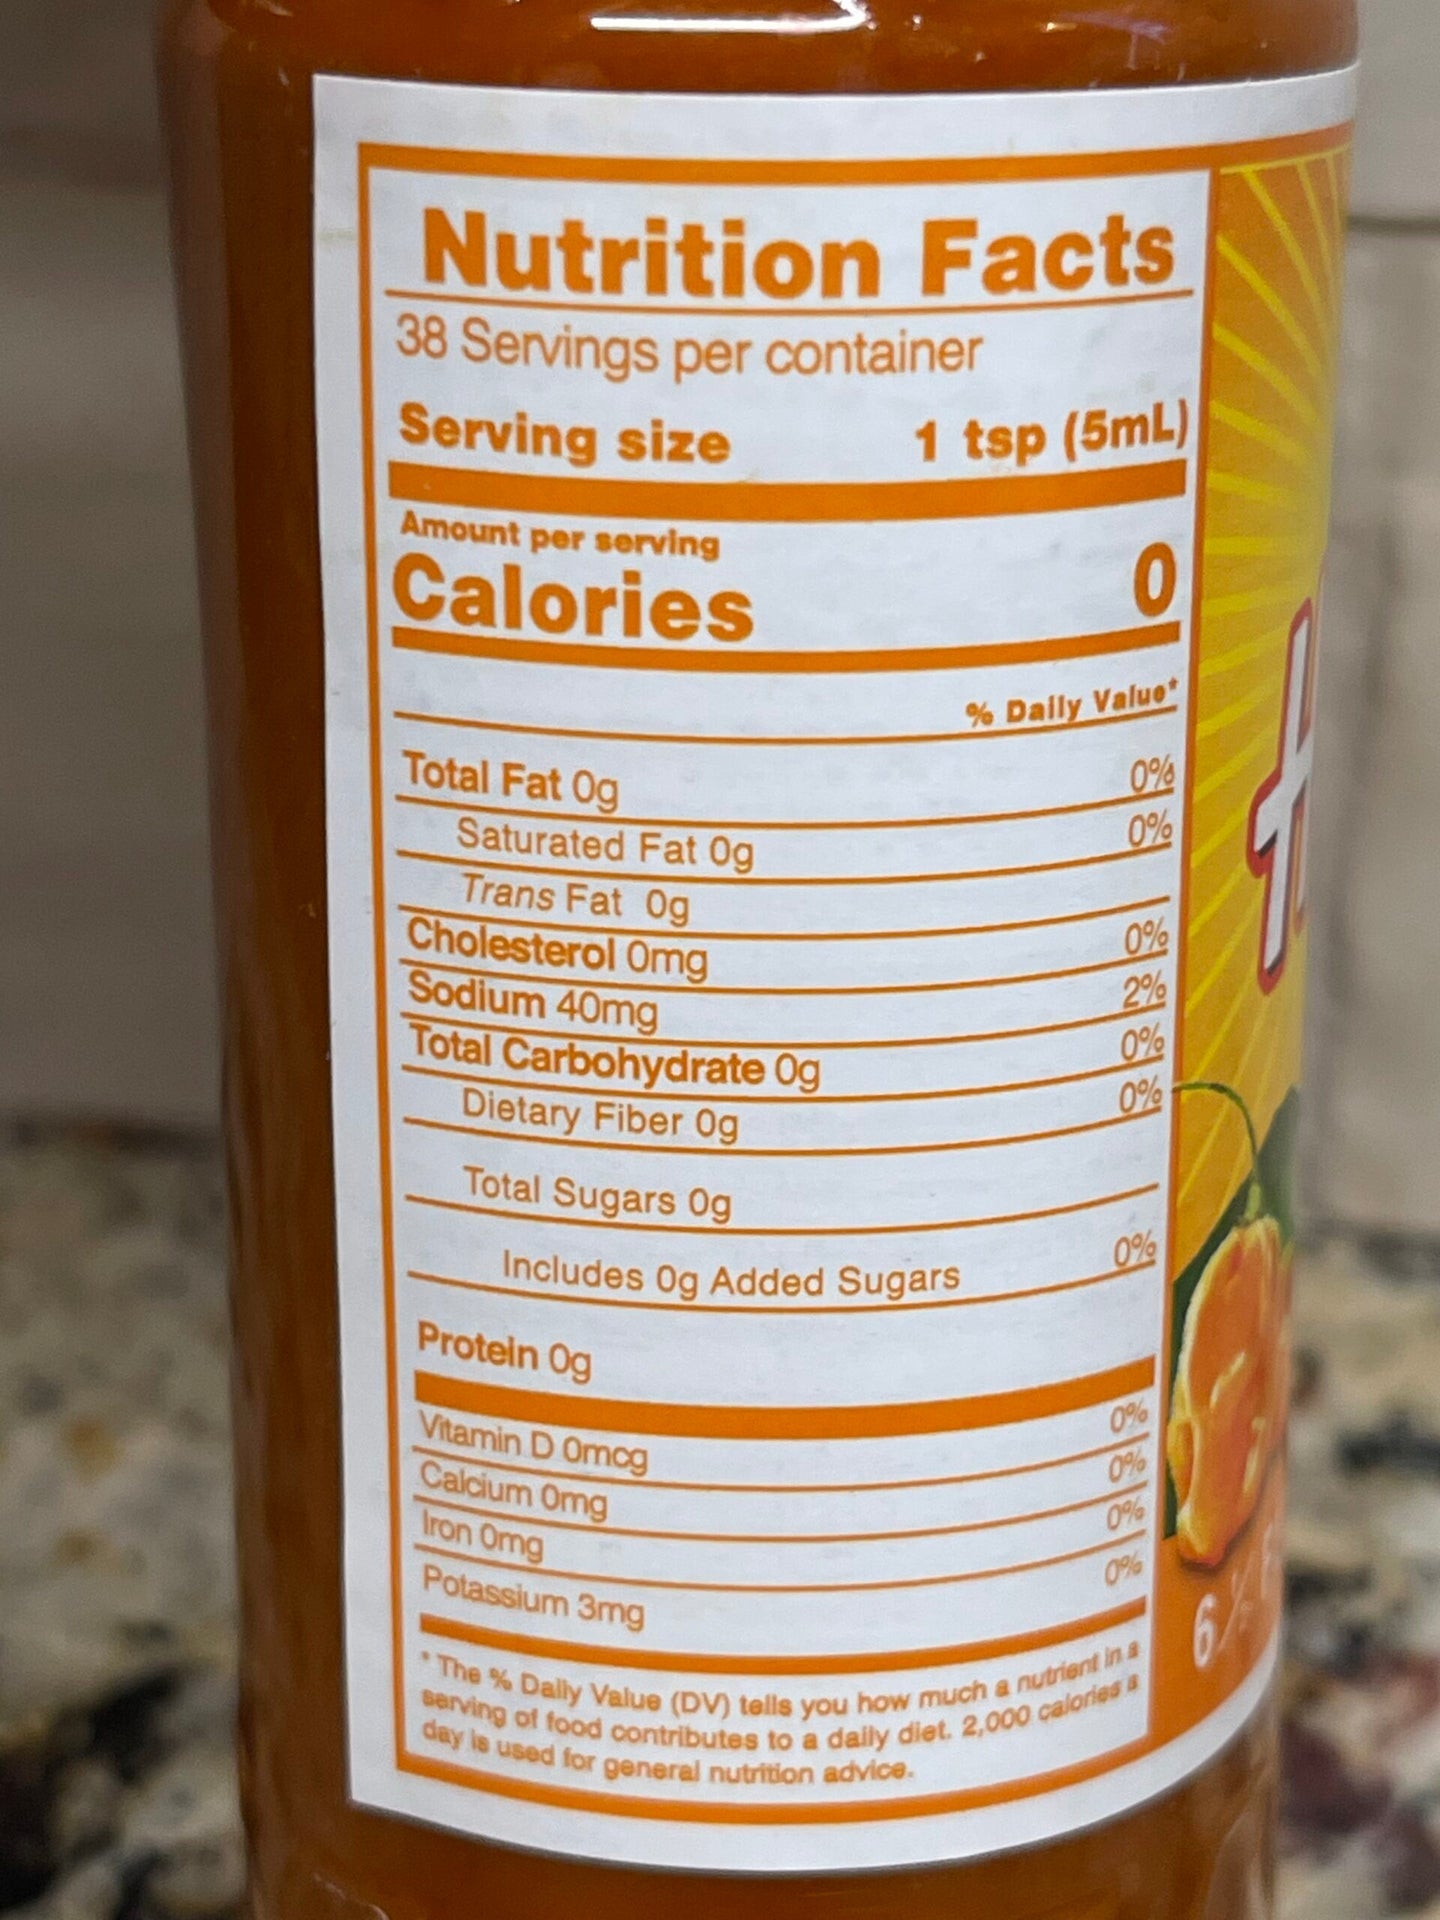 Nutrition Facts
38 Servings per container
Serving size 1 tsp (5mL)
Amount per serving
Calories 0
% Daily Value*
Total Fat 0g 0%
Saturated Fat 0g 0%
Trans Fat 0g
Cholesterol 0mg 0%
Sodium 40mg 2%
Total Carbohydrate 0g 0%
Dietary Fiber 0g 0%
Total Sugars 0g
Includes 0g Added Sugars 0%
Protein 0g
Vitamin D 0mcg 0%
Calcium 0mg 0%
Iron 0mg 0%
Potassium 3mg 0%
* The % Daily Value (DV) tells you how much a nutrient in a
serving of food contributes to a daily diet. 2,000 calories a
day is used for general nutrition advice.
6